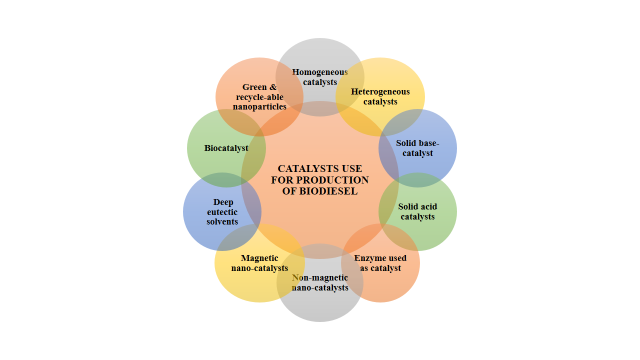 Homogeneous
catalysts
Heterogeneous
catalysts
Solid base-
catalyst
Solid acid
catalysts
Enzyme used
as catalyst
Non-magnetic
nano-catalysts
Magnetic
nano-catalysts
Deep
eutectic
solvents
Biocatalyst
Green &
recycle-able
nanoparticles
CATALYSTS USE
FOR PRODUCTION
OF BIODIESEL